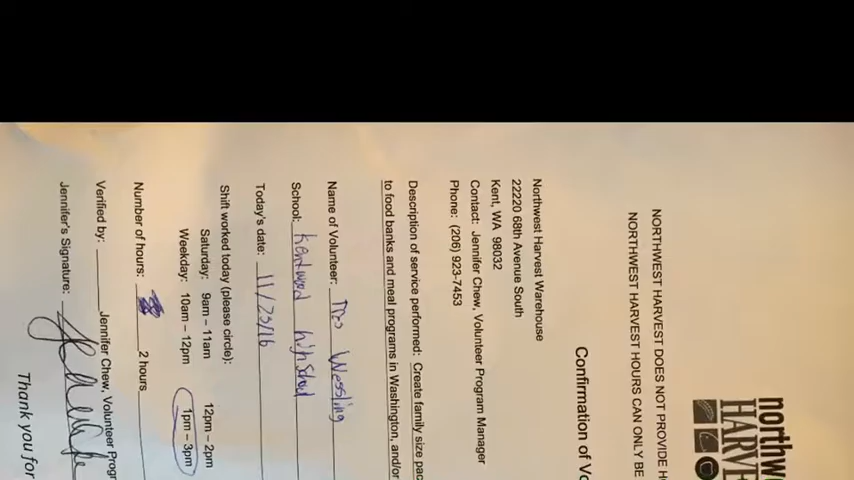 northw
HARVE
NORTHWEST HARVEST DOES NOT PROVIDE H
NORTHWEST HARVEST HOURS CAN ONLY BE
Confirmation of Vo
Northwest Harvest Warehouse
22220 68th Avenue South
Kent, WA 98032
Contact: Jennifer Chew, Volunteer Program Manager
Phone: (206) 923-7453
Description of service performed: Create family size pac
to food banks and meal programs in Washington, and/or
Name of Volunteer: Wessling
School: Kentwood high School
Today's date: 11/23/16
Shift worked today (please circle):
Saturday: 9am – 11am 12pm – 2pm
Weekday: 10am – 12pm 1pm – 3pm
Number of hours: 2 hours
Verified by: Jennifer Chew, Volunteer Progr
Jennifer's Signature:
Thank you for